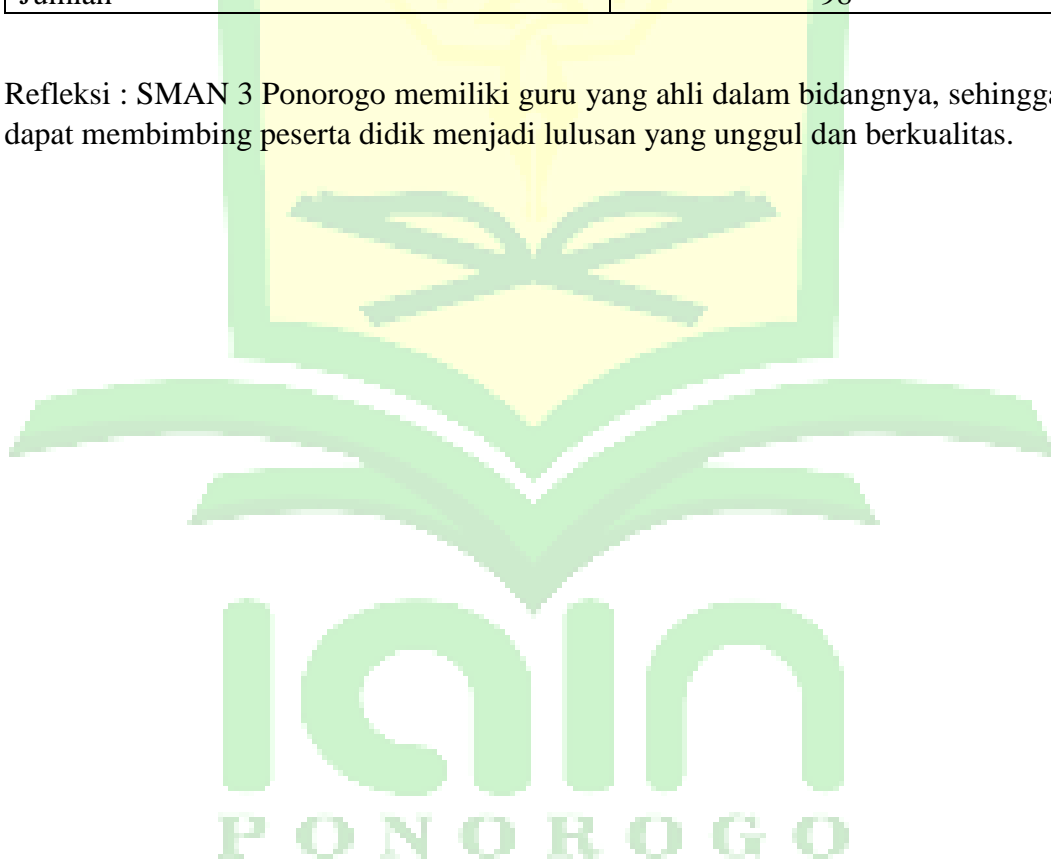 Refleksi : SMAN 3 Ponorogo memiliki guru yang ahli dalam bidangnya, sehingga
dapat membimbing peserta didik menjadi lulusan yang unggul dan berkualitas.
iain
PONOROGO